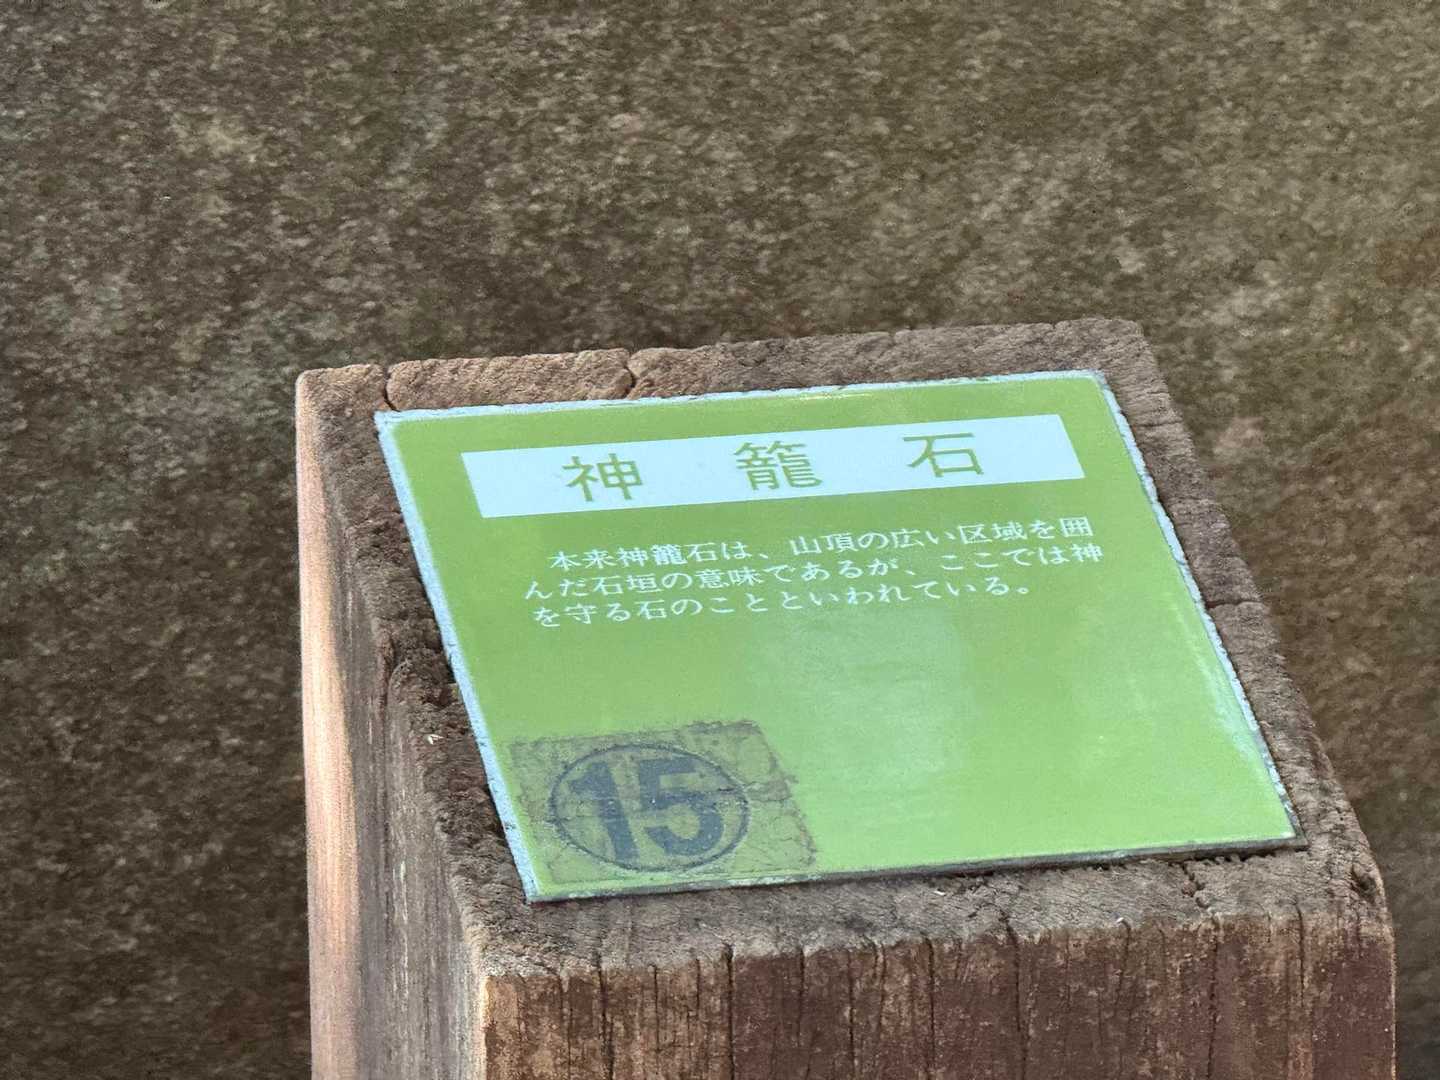 神籠石
本来神籠石は、山頂の広い区域を囲
んだ石垣の意味であるが、ここでは神
を守る石のことといわれている。
15